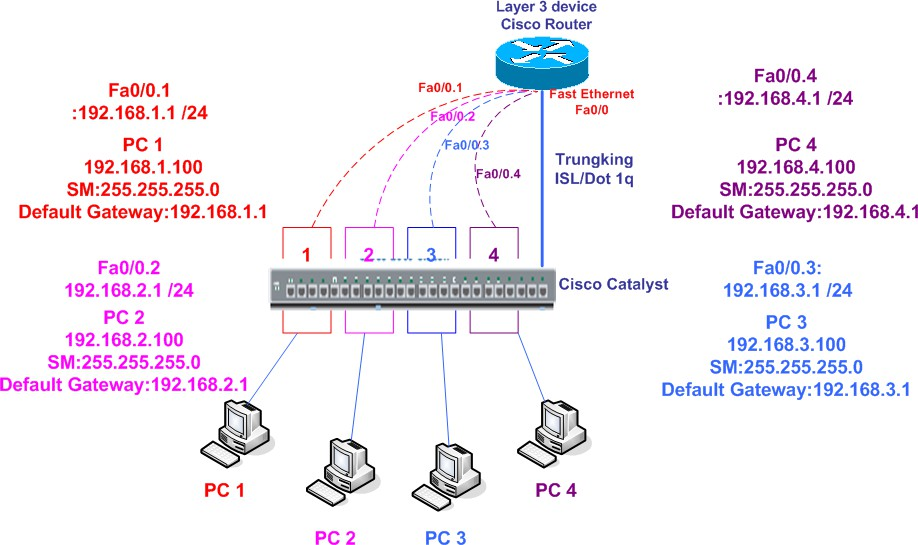 Layer 3 device
Cisco Router
Fa0/0.1
:192.168.1.1 /24
PC 1
192.168.1.100
SM:255.255.255.0
Default Gateway:192.168.1.1
Fa0/0.2
192.168.2.1 /24
PC 2
192.168.2.100
SM:255.255.255.0
Default Gateway:192.168.2.1
Fa0/0.1
Fa0/0.2
Fa0/0.3
Fa0/0.4
Fast Ethernet
Fa0/0
Trungking
ISL/Dot 1q
1
2
3
4
Cisco Catalyst
Fa0/0.4
:192.168.4.1 /24
PC 4
192.168.4.100
SM:255.255.255.0
Default Gateway:192.168.4.1
Fa0/0.3:
192.168.3.1 /24
PC 3
192.168.3.100
SM:255.255.255.0
Default Gateway:192.168.3.1
PC 1
PC 2
PC 3
PC 4